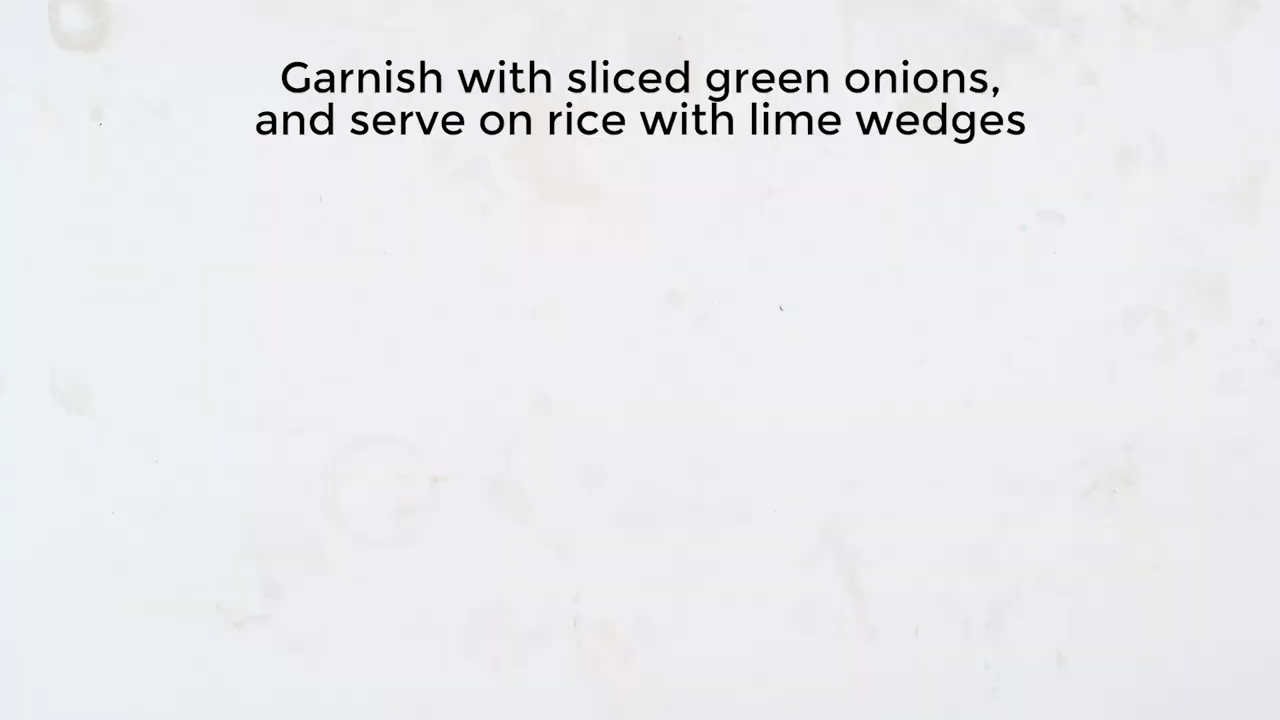 Garnish with sliced green onions,
and serve on rice with lime wedges